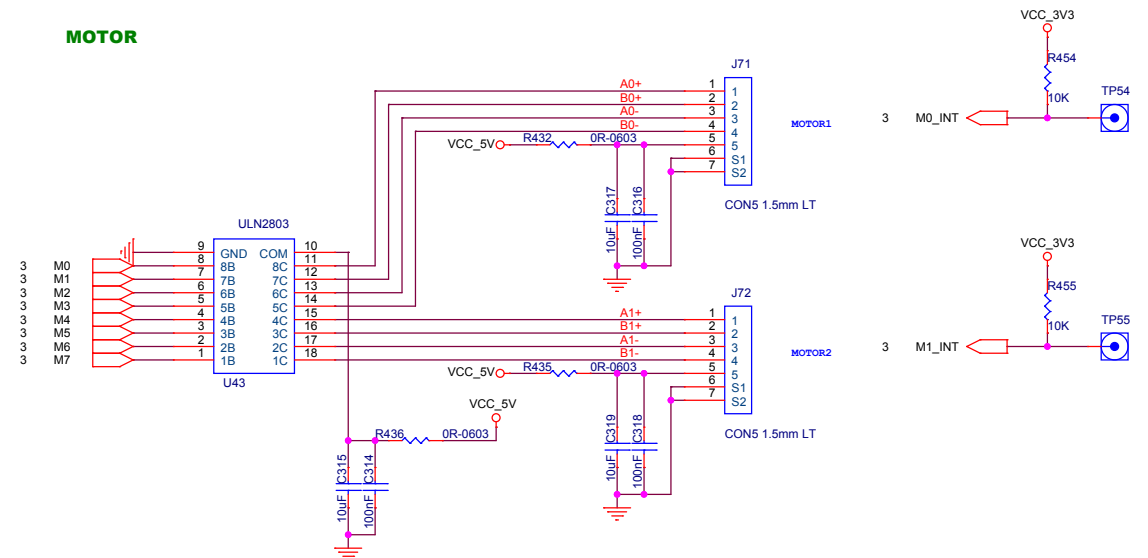 MOTOR
ULN2803
9 GND COM 10
8 8B 8C 11
7 7B 7C 12
6 6B 6C 13
5 5B 5C 14
4 4B 4C 15
3 3B 3C 16
2 2B 2C 17
1 1B 1C 18
U43
3 M0
3 M1
3 M2
3 M3
3 M4
3 M5
3 M6
3 M7
J71
A0+ 1 1
B0+ 2 2
A0- 3 3
B0- 4 4
5 5
6 S1
7 S2
MOTOR1
CON5 1.5mm LT
VCC_5V R432 0R-0603
C317 10uF
C316 100nF
J72
A1+ 1 1
B1+ 2 2
A1- 3 3
B1- 4 4
5 5
6 S1
7 S2
MOTOR2
CON5 1.5mm LT
VCC_5V R435 0R-0603
C319 10uF
C318 100nF
VCC_5V
R436 0R-0603
C315 10uF
C314 100nF
VCC_3V3
R454
10K
TP54
3 M0_INT
VCC_3V3
R455
10K
TP55
3 M1_INT